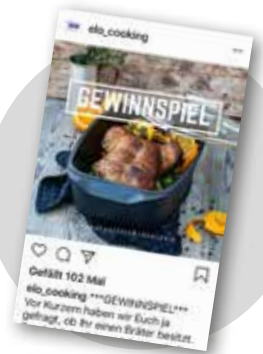 elo_cooking
GEWINNSPIEL
Gefällt 102 Mal
elo_cooking ***GEWINNSPIEL***
Vor Kurzem haben wir Euch ja
gefragt, ob Ihr einen Bräter besitzt.